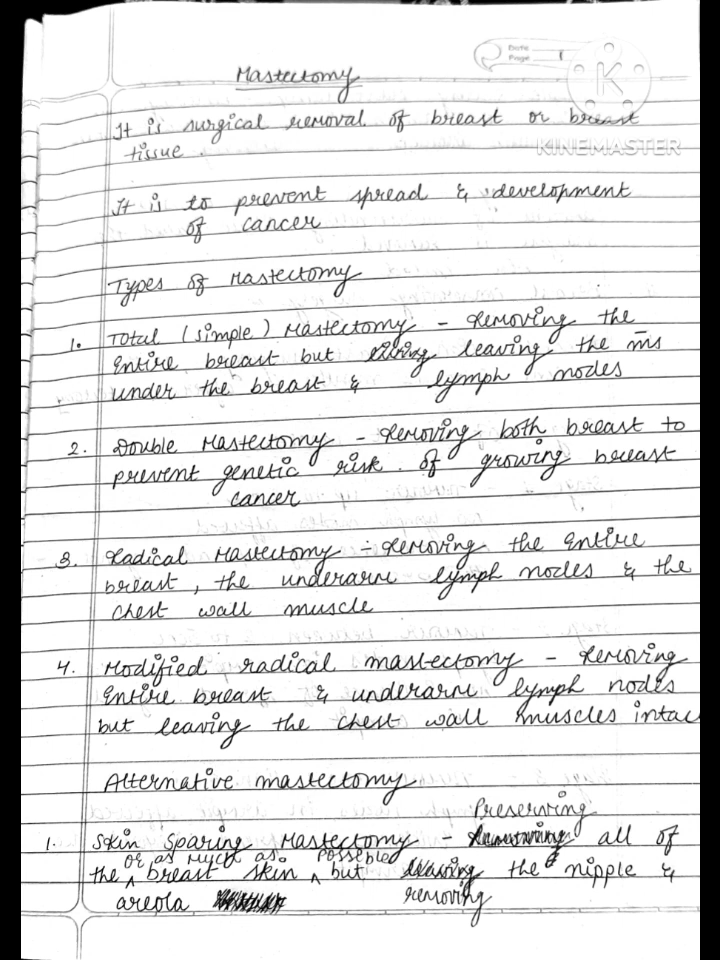 Date
Page 1
K
KINEMASTER
Mastectomy
It is surgical removal of breast or breast
tissue.
It is to prevent spread & development
of cancer
Types of Mastectomy
1. Total (simple) Mastectomy - Removing the
Entire breast but leaving the m̄s
under the breast & lymph nodes
2. Double Mastectomy - Removing both breast to
prevent genetic risk of growing breast
cancer
3. Radical Mastectomy ÷ Removing the Entire
breast, the underarm lymph nodes & the
chest wall muscle
4. Modified radical mastectomy - Removing
Entire breast & underarm lymph nodes
but leaving the chest wall muscles intac
Alternative mastectomy
Preserving
1. Skin Sparing Mastectomy - all of
or as much as possible
the breast skin but the nipple &
areola removing